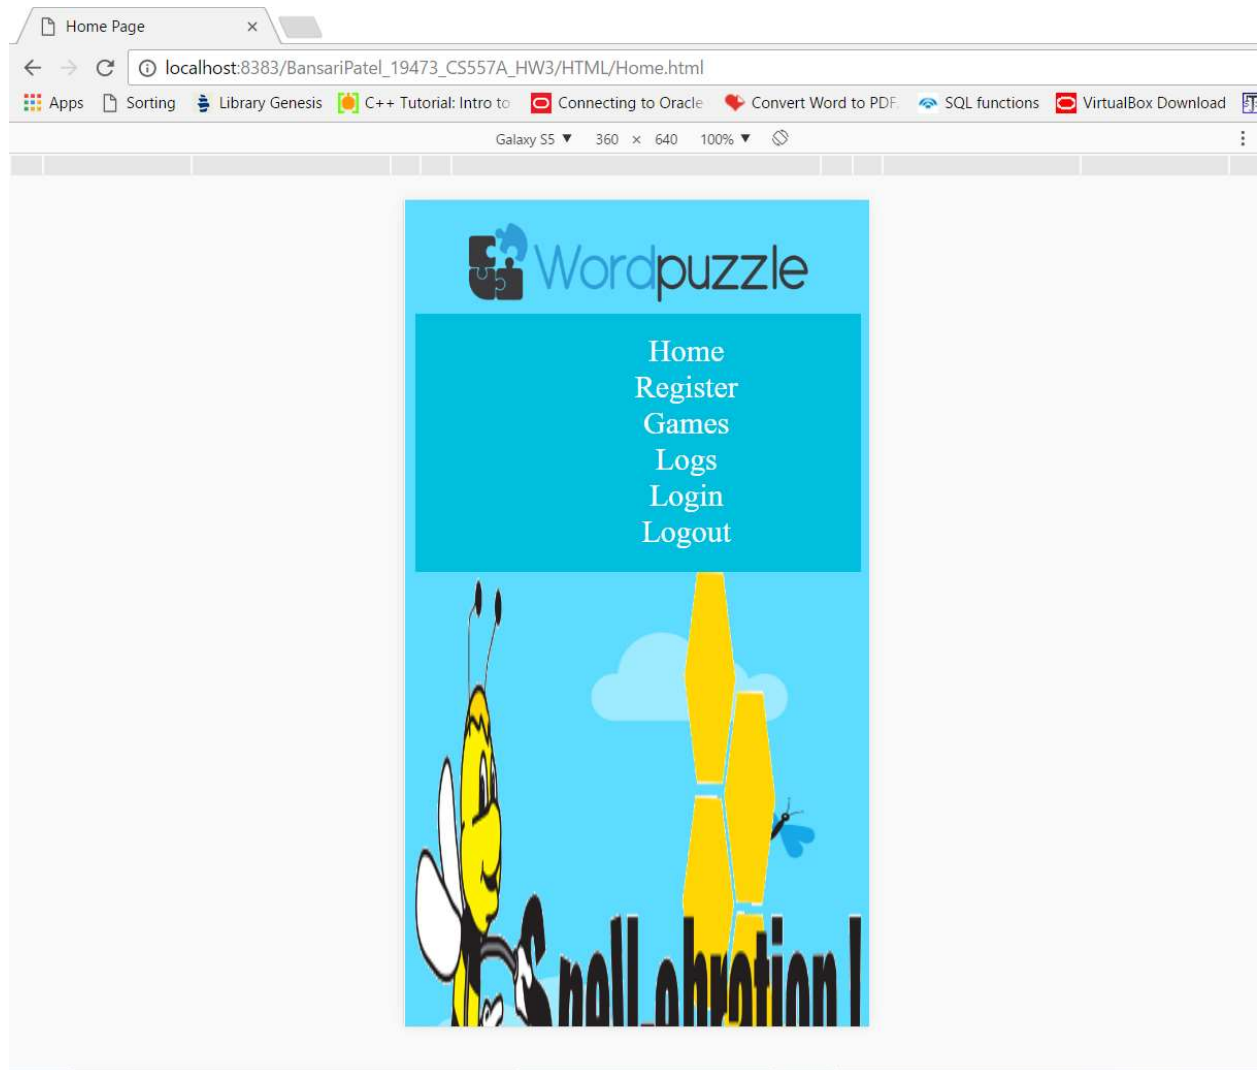 Home Page
localhost:8383/BansariPatel_19473_CS557A_HW3/HTML/Home.html
Apps Sorting Library Genesis C++ Tutorial: Intro to Connecting to Oracle Convert Word to PDF. SQL functions VirtualBox Download
Galaxy S5 ▼ 360 × 640 100% ▼
Wordpuzzle
Home
Register
Games
Logs
Login
Logout
Spell-ebration !